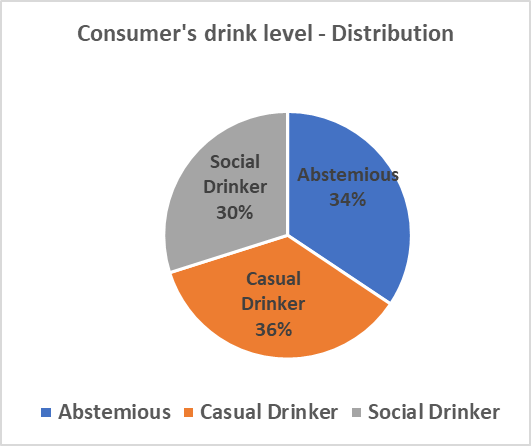 Consumer's drink level - Distribution
Social
Drinker
30%
Abstemious
34%
Casual
Drinker
36%
Abstemious Casual Drinker Social Drinker